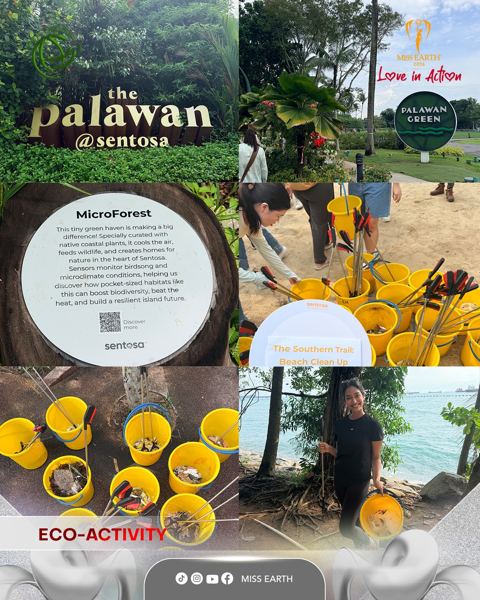 the
palawan
@sentosa
MISS EARTH
Love in Action
PALAWAN
GREEN
MicroForest
This tiny green haven is making a big
difference! Specially curated with
native coastal plants, it cools the air,
feeds wildlife, and creates homes for
nature in the heart of Sentosa.
Sensors monitor birdsong and
microclimate conditions, helping us
discover how pocket-sized habitats like
this can boost biodiversity, beat the
heat, and build a resilient island future.
Discover
more
sentosa
The Southern Trail:
Beach Clean Up
ECO-ACTIVITY
MISS EARTH